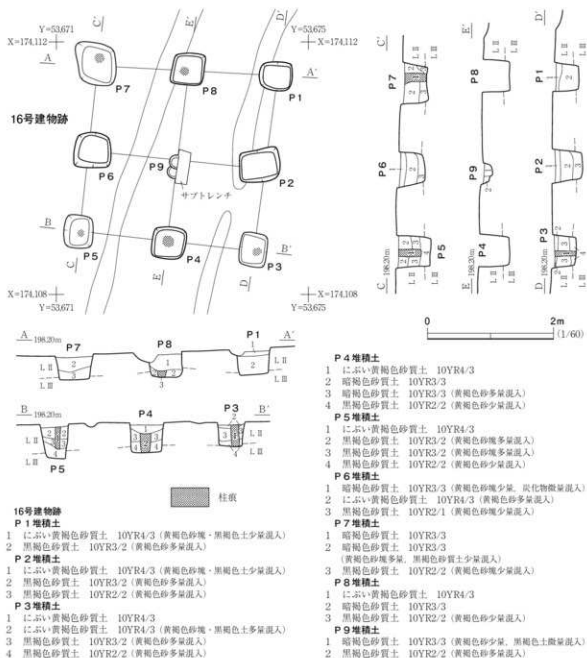 Y=53,671
Y=53,675
X=174,112
X=174,112
C′
E′
D′
A
A′
P7
P8
P1
16号建物跡
P6
P9
P2
サブトレンチ
B
B′
P5
P4
P3
C
E
D
X=174,108
X=174,108
Y=53,671
Y=53,675
C′
E′
D′
LⅡ
LⅢ
P7
P8
P1
P6
P9
P2
P5
P4
P3
C 198.20m
E 198.20m
D 198.20m
0 2m
(1/60)
A 198.20m
A′
P7
P8
P1
LⅡ
LⅢ
B 198.20m
B′
P5
P4
P3
LⅡ
LⅢ
柱痕
16号建物跡
P1堆積土
1 にぶい黄褐色砂質土 10YR4/3（黄褐色砂塊・黒褐色土少量混入）
2 黒褐色砂質土 10YR3/2（黄褐色砂多量混入）
P2堆積土
1 にぶい黄褐色砂質土 10YR4/3（黄褐色砂塊・黒褐色土少量混入）
2 黒褐色砂質土 10YR3/2（黄褐色砂多量混入）
3 黒褐色砂質土 10YR2/2（黄褐色砂多量混入）
P3堆積土
1 にぶい黄褐色砂質土 10YR4/3
2 にぶい黄褐色砂質土 10YR4/3（黄褐色砂塊・黒褐色土多量混入）
3 黒褐色砂質土 10YR3/2（黄褐色砂多量混入）
4 黒褐色砂質土 10YR2/2（黄褐色砂多量混入）
P4堆積土
1 にぶい黄褐色砂質土 10YR4/3
2 暗褐色砂質土 10YR3/3
3 暗褐色砂質土 10YR3/3（黄褐色砂多量混入）
4 黒褐色砂質土 10YR2/2（黄褐色砂少量混入）
P5堆積土
1 にぶい黄褐色砂質土 10YR4/3
2 黒褐色砂質土 10YR3/2（黄褐色砂塊多量混入）
3 黒褐色砂質土 10YR3/2（黄褐色砂塊多量混入）
4 黒褐色砂質土 10YR2/2（黄褐色砂少量混入）
P6堆積土
1 暗褐色砂質土 10YR3/3（黄褐色砂塊少量，炭化物微量混入）
2 にぶい黄褐色砂質土 10YR4/3（黄褐色砂多量混入）
3 黒褐色砂質土 10YR2/1（黄褐色砂塊少量混入）
P7堆積土
1 暗褐色砂質土 10YR3/3
2 暗褐色砂質土 10YR3/3
（黄褐色砂塊多量，黒褐色砂質土少量混入）
3 黒褐色砂質土 10YR2/2（黄褐色砂塊少量混入）
P8堆積土
1 にぶい黄褐色砂質土 10YR4/3
2 暗褐色砂質土 10YR3/3
3 黒褐色砂質土 10YR2/2（黄褐色砂少量混入）
P9堆積土
1 暗褐色砂質土 10YR3/3（黄褐色砂少量，黒褐色土微量混入）
2 黒褐色砂質土 10YR2/2（黄褐色砂多量混入）